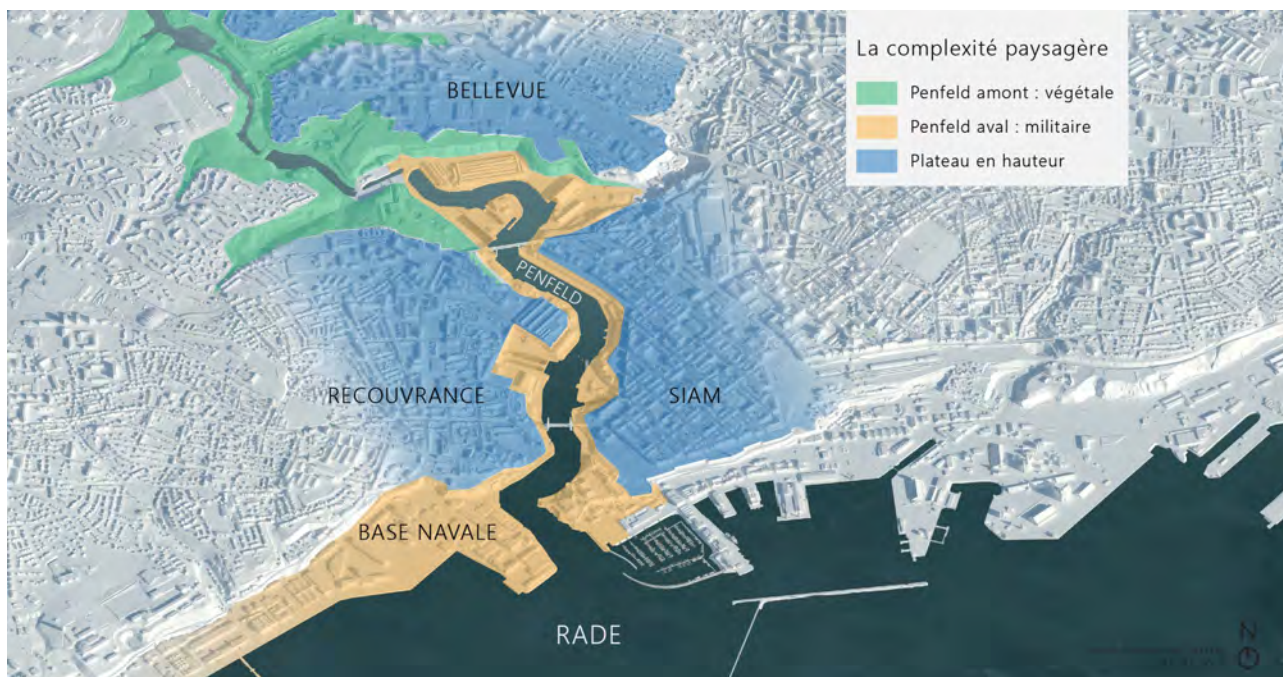 La complexité paysagère
Penfeld amont : végétale
Penfeld aval : militaire
Plateau en hauteur
BELLEVUE
PENFELD
RECOUVRANCE
SIAM
BASE NAVALE
RADE
N